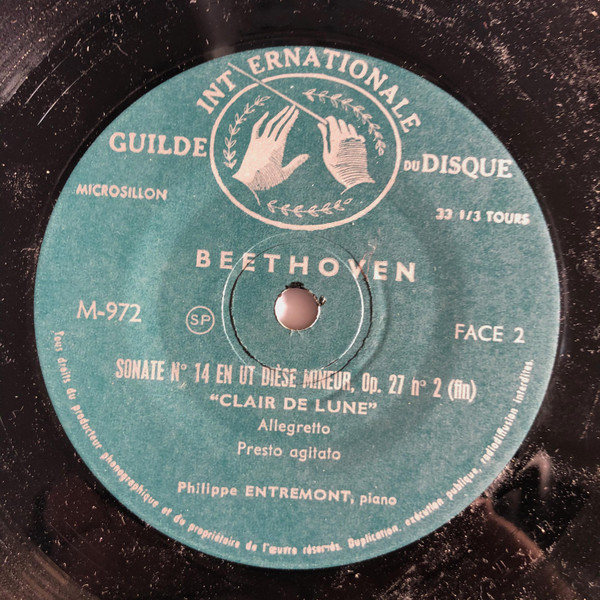 GUILDE INTERNATIONALE DU DISQUE
MICROSILLON
33 1/3 TOURS
BEETHOVEN
M-972
SP
FACE 2
SONATE N° 14 EN UT DIÈSE MINEUR, Op. 27 n° 2 (fin)
“CLAIR DE LUNE”
Allegretto
Presto agitato
Philippe ENTREMONT, piano
Tous droits du producteur phonographique et du propriétaire de l'œuvre réservés. Duplication, exécution publique, radiodiffusion interdites.